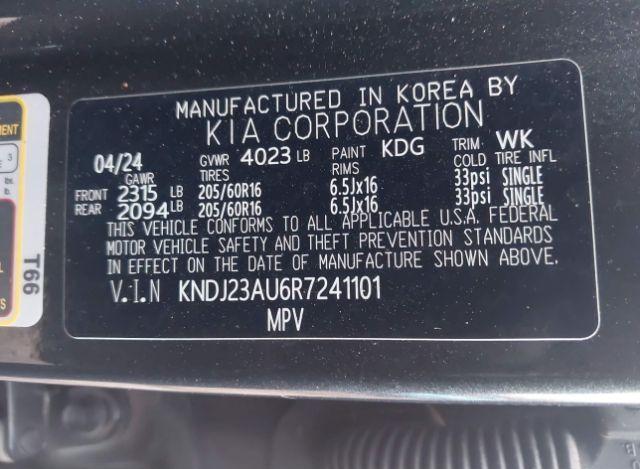 MANUFACTURED IN KOREA BY
KIA CORPORATION
04/24 GVWR 4023 LB PAINT KDG TRIM WK
GAWR TIRES RIMS COLD TIRE INFL
FRONT 2315 LB 205/60R16 6.5Jx16 33psi SINGLE
REAR 2094 LB 205/60R16 6.5Jx16 33psi SINGLE
THIS VEHICLE CONFORMS TO ALL APPLICABLE U.S.A. FEDERAL
MOTOR VEHICLE SAFETY AND THEFT PREVENTION STANDARDS
IN EFFECT ON THE DATE OF MANUFACTURE SHOWN ABOVE.
V.I.N KNDJ23AU6R7241101
MPV
T66
3
lbs.